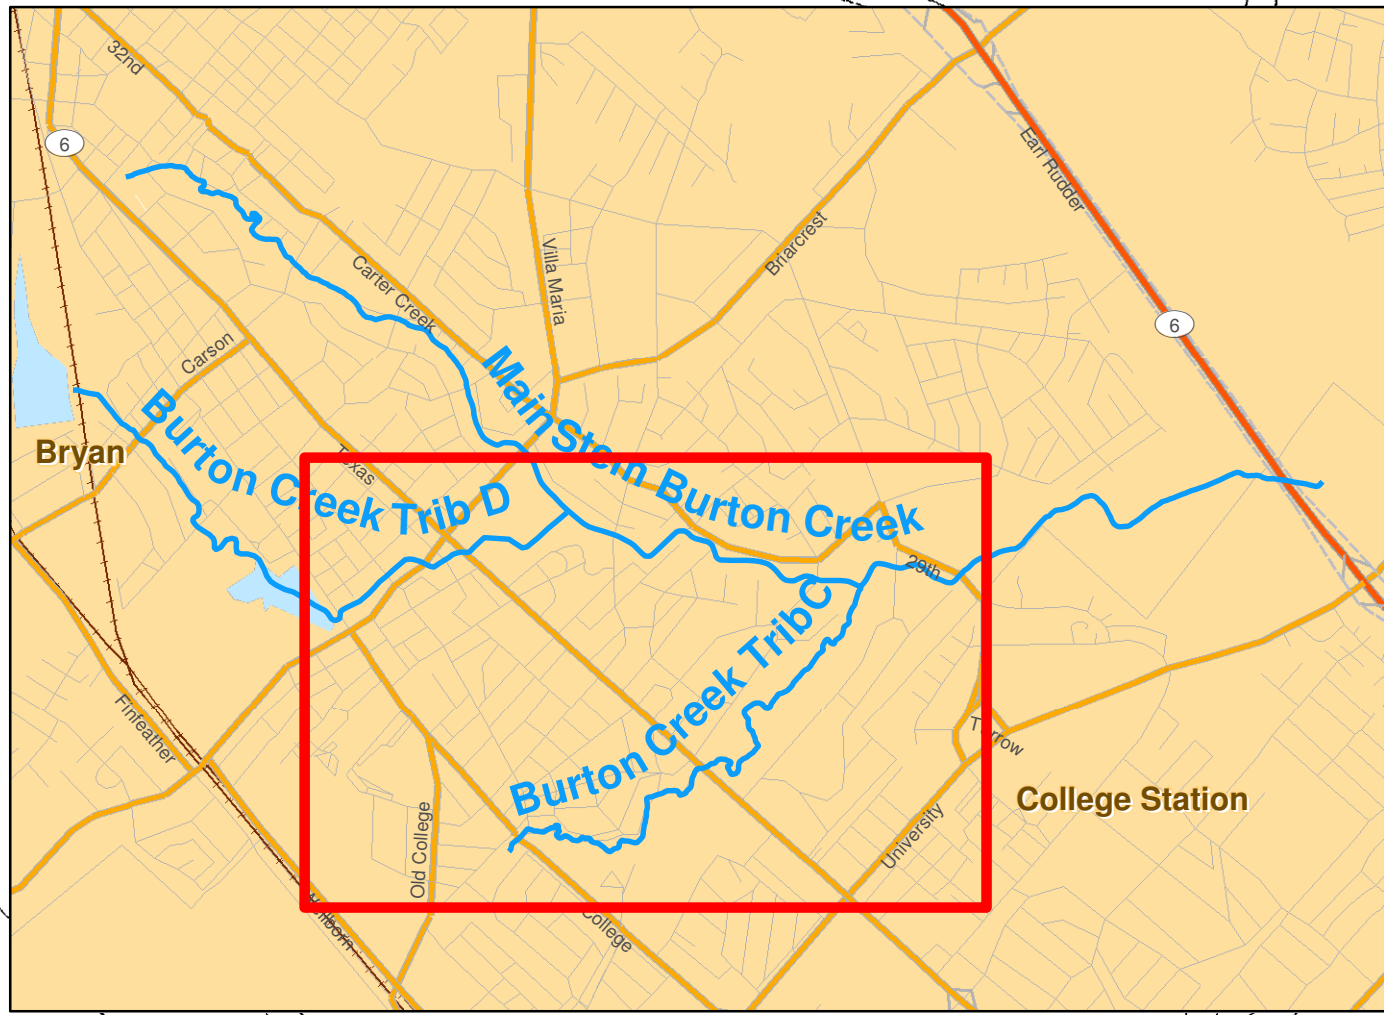 32nd
6
Earl Rudder
Briarcrest
Villa Maria
Carter Creek
6
Carson
Main Stem Burton Creek
Burton Creek Trib D
Bryan
Texas
29th
Burton Creek Trib C
Finfeather
Tarrow
College Station
Old College
University
Wellborn
College